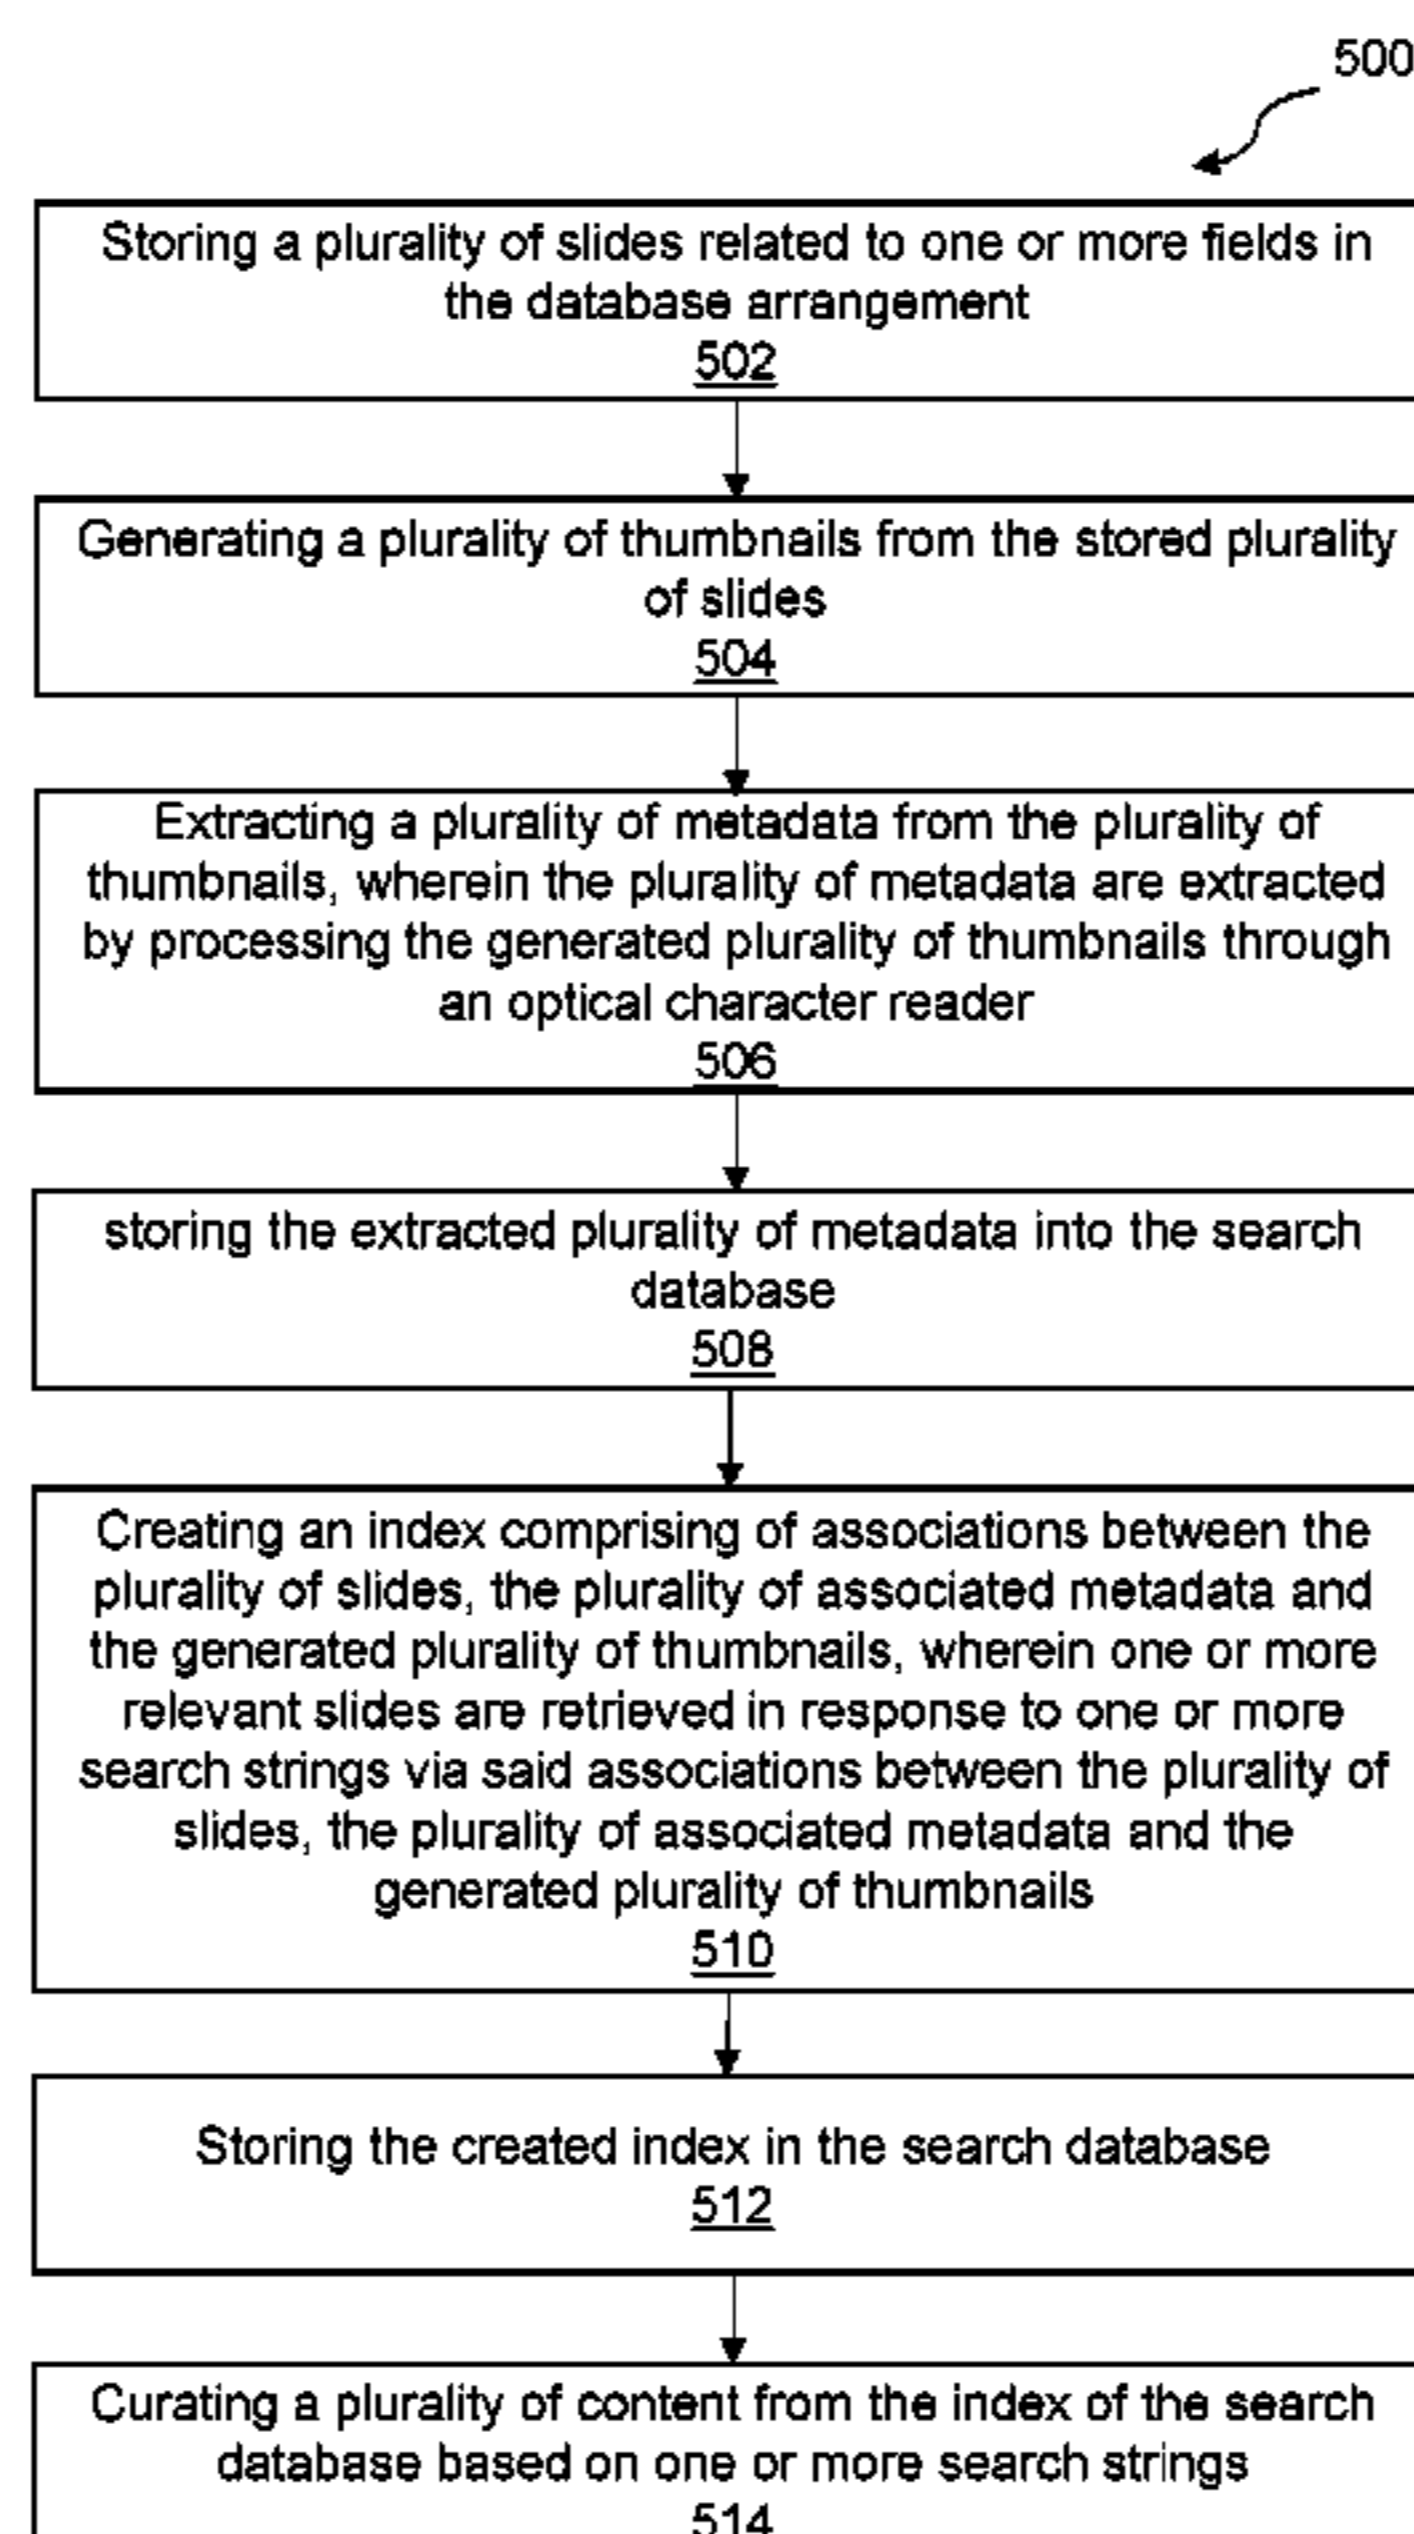 500
Storing a plurality of slides related to one or more fields in
the database arrangement
502
Generating a plurality of thumbnails from the stored plurality
of slides
504
Extracting a plurality of metadata from the plurality of
thumbnails, wherein the plurality of metadata are extracted
by processing the generated plurality of thumbnails through
an optical character reader
506
storing the extracted plurality of metadata into the search
database
508
Creating an index comprising of associations between the
plurality of slides, the plurality of associated metadata and
the generated plurality of thumbnails, wherein one or more
relevant slides are retrieved in response to one or more
search strings via said associations between the plurality of
slides, the plurality of associated metadata and the
generated plurality of thumbnails
510
Storing the created index in the search database
512
Curating a plurality of content from the index of the search
database based on one or more search strings
514